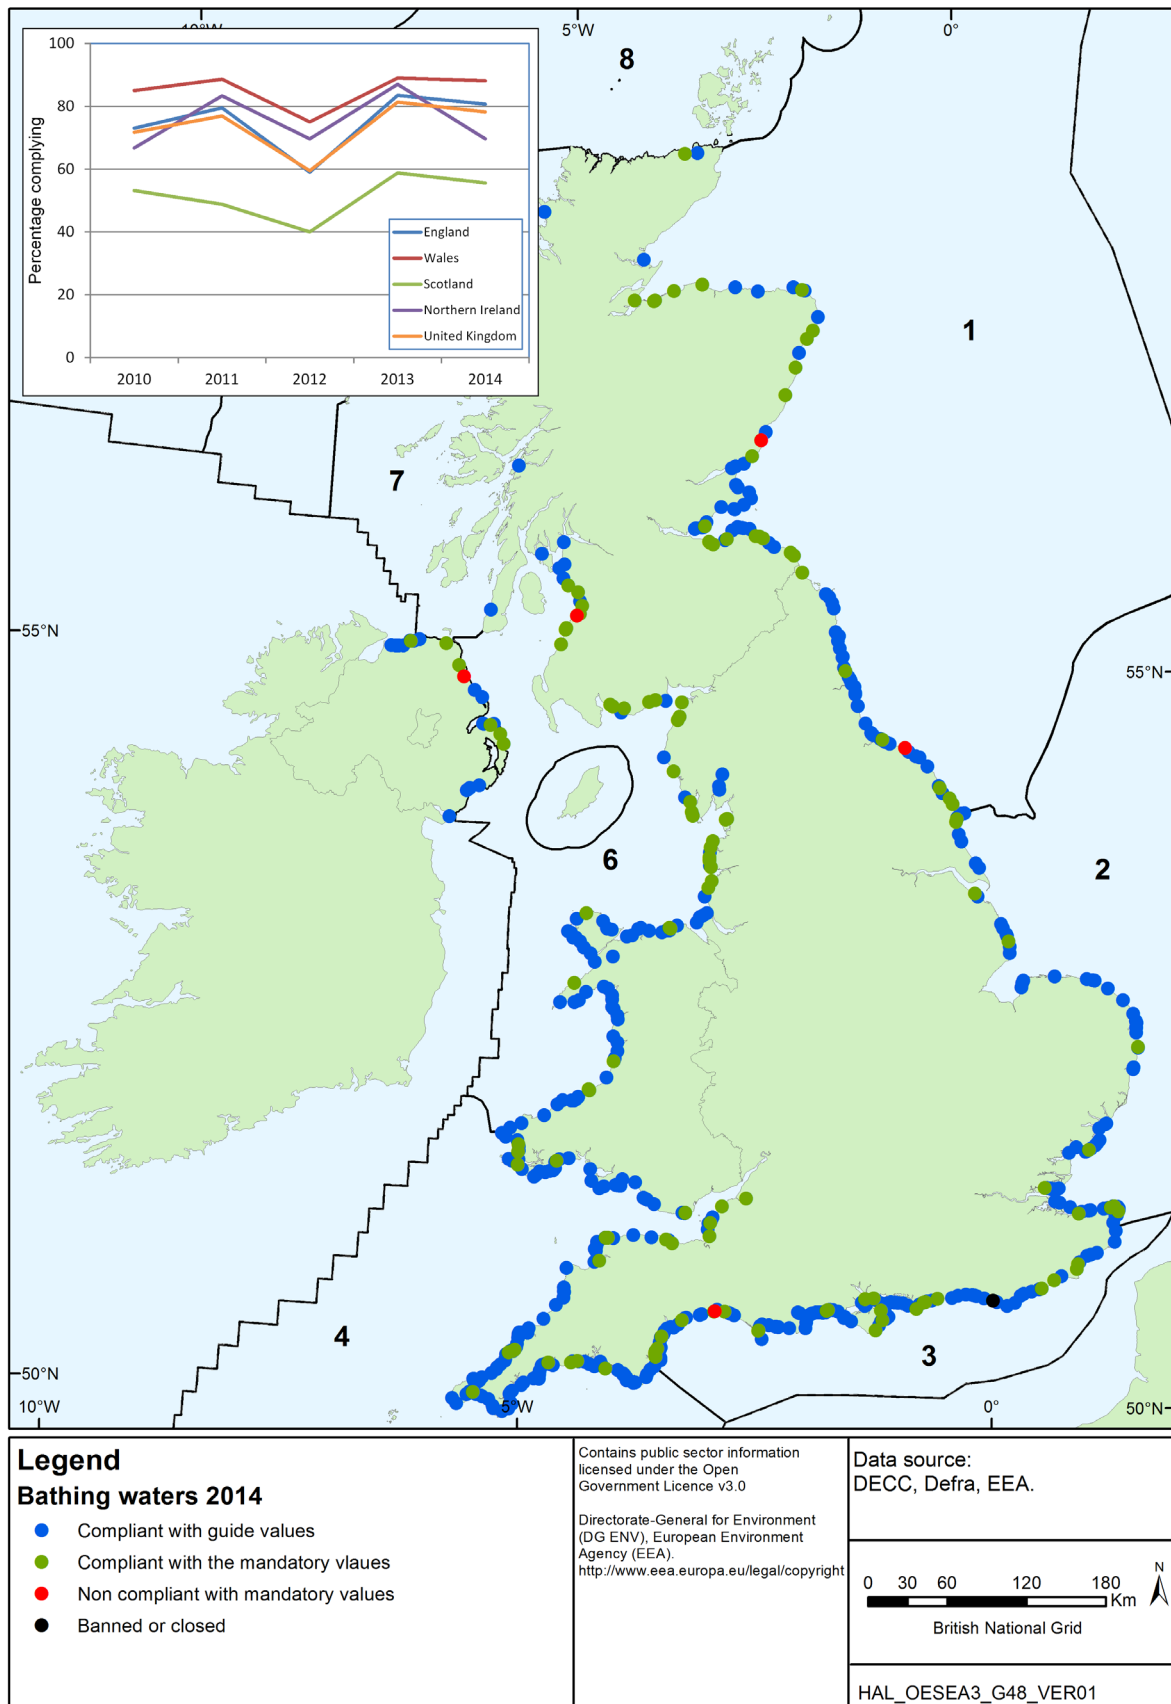 10°W
5°W
0°
100
80
60
40
20
0
Percentage complying
2010
2011
2012
2013
2014
England
Wales
Scotland
Northern Ireland
United Kingdom
8
1
7
55°N
55°N
6
2
4
3
50°N
10°W
5°W
0°
50°N
Legend
Bathing waters 2014
Compliant with guide values
Compliant with the mandatory vlaues
Non compliant with mandatory values
Banned or closed
Contains public sector information
licensed under the Open
Government Licence v3.0
Directorate-General for Environment
(DG ENV), European Environment
Agency (EEA).
http://www.eea.europa.eu/legal/copyright
Data source:
DECC, Defra, EEA.
0 30 60 120 180
Km
N
British National Grid
HAL_OESEA3_G48_VER01